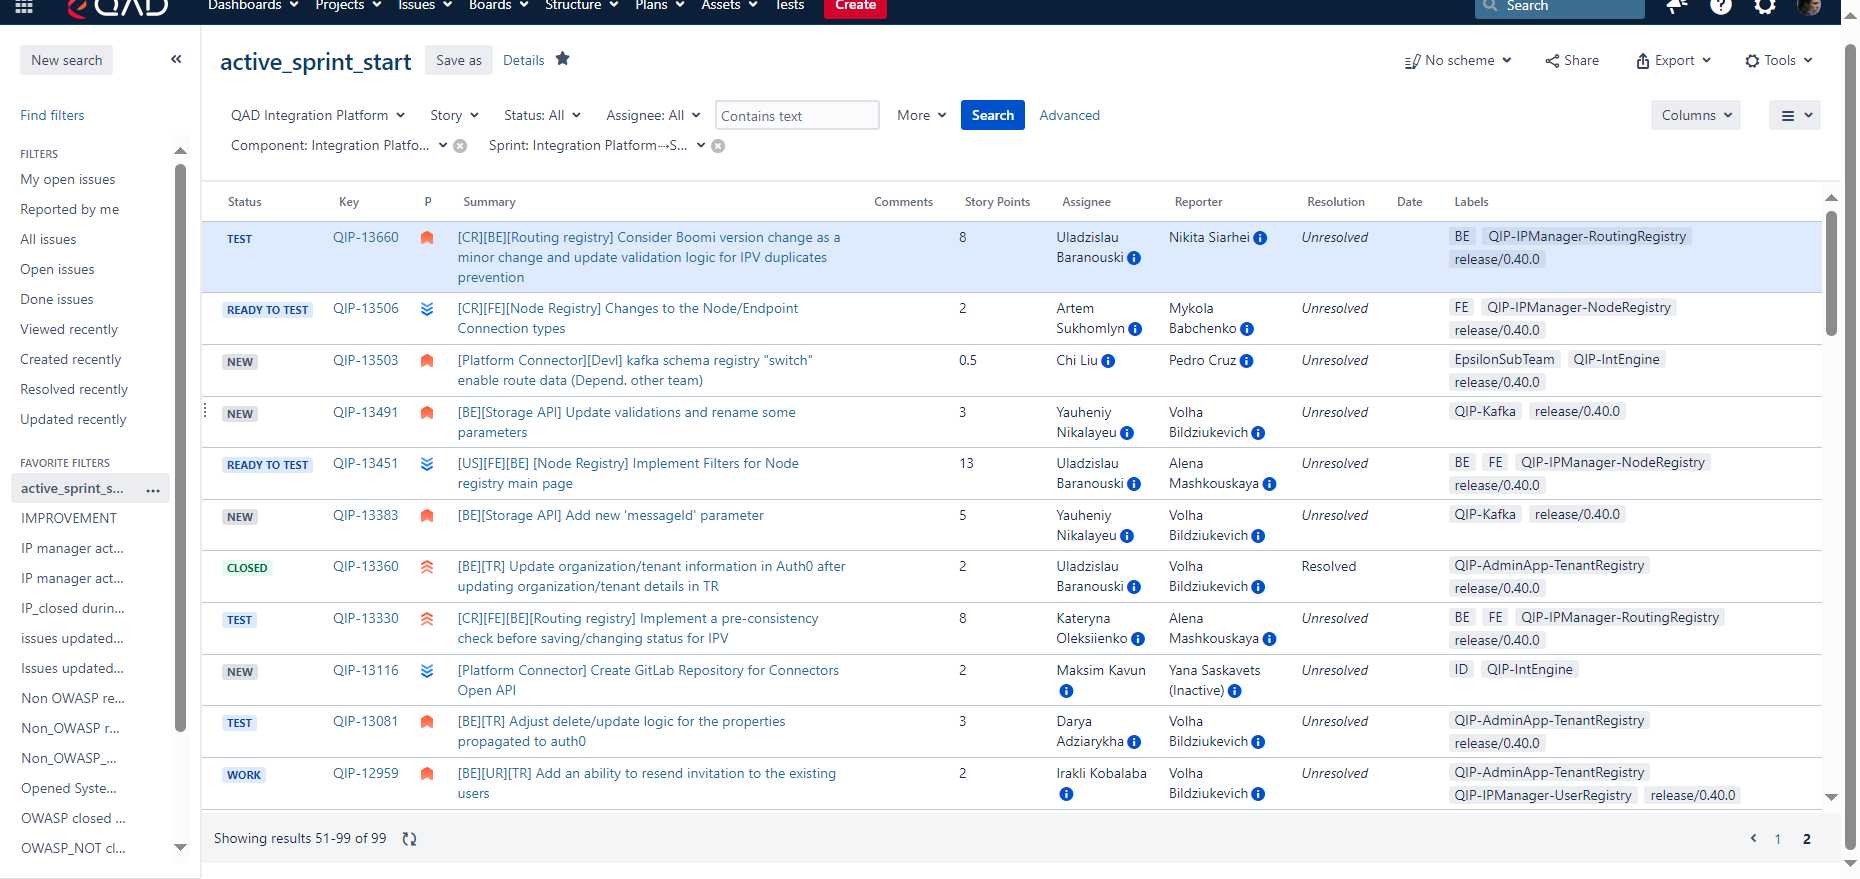 QAD Dashboards Projects Issues Boards Structure Plans Assets Tests Create Search
New search
active_sprint_start Save as Details
No scheme Share Export Tools
Find filters
QAD Integration Platform Story Status: All Assignee: All Contains text More Search Advanced
Columns
Component: Integration Platfo... Sprint: Integration Platform→S...
FILTERS
My open issues
Reported by me
All issues
Open issues
Done issues
Viewed recently
Created recently
Resolved recently
Updated recently
FAVORITE FILTERS
active_sprint_s... ...
IMPROVEMENT
IP manager act...
IP manager act...
IP_closed durin...
issues updated...
Issues updated...
Non OWASP re...
Non_OWASP r...
Non_OWASP_...
Opened Syste...
OWASP closed ...
OWASP_NOT cl...
Status Key P Summary Comments Story Points Assignee Reporter Resolution Date Labels
TEST QIP-13660 [CR][BE][Routing registry] Consider Boomi version change as a 8 Uladzislau Nikita Siarhei Unresolved BE QIP-IPManager-RoutingRegistry
minor change and update validation logic for IPV duplicates Baranouski release/0.40.0
prevention
READY TO TEST QIP-13506 [CR][FE][Node Registry] Changes to the Node/Endpoint 2 Artem Mykola Unresolved FE QIP-IPManager-NodeRegistry
Connection types Sukhomlyn Babchenko release/0.40.0
NEW QIP-13503 [Platform Connector][Devl] kafka schema registry "switch" 0.5 Chi Liu Pedro Cruz Unresolved EpsilonSubTeam QIP-IntEngine
enable route data (Depend. other team) release/0.40.0
NEW QIP-13491 [BE][Storage API] Update validations and rename some 3 Yauheniy Volha Unresolved QIP-Kafka release/0.40.0
parameters Nikalayeu Bildziukevich
READY TO TEST QIP-13451 [US][FE][BE] [Node Registry] Implement Filters for Node 13 Uladzislau Alena Unresolved BE FE QIP-IPManager-NodeRegistry
registry main page Baranouski Mashkouskaya release/0.40.0
NEW QIP-13383 [BE][Storage API] Add new 'messageId' parameter 5 Yauheniy Volha Unresolved QIP-Kafka release/0.40.0
Nikalayeu Bildziukevich
CLOSED QIP-13360 [BE][TR] Update organization/tenant information in Auth0 after 2 Uladzislau Volha Resolved QIP-AdminApp-TenantRegistry
updating organization/tenant details in TR Baranouski Bildziukevich release/0.40.0
TEST QIP-13330 [CR][FE][BE][Routing registry] Implement a pre-consistency 8 Kateryna Alena Unresolved BE FE QIP-IPManager-RoutingRegistry
check before saving/changing status for IPV Oleksiienko Mashkouskaya release/0.40.0
NEW QIP-13116 [Platform Connector] Create GitLab Repository for Connectors 2 Maksim Kavun Yana Saskavets Unresolved ID QIP-IntEngine
Open API (Inactive)
TEST QIP-13081 [BE][TR] Adjust delete/update logic for the properties 3 Darya Volha Unresolved QIP-AdminApp-TenantRegistry
propagated to auth0 Adziarykha Bildziukevich release/0.40.0
WORK QIP-12959 [BE][UR][TR] Add an ability to resend invitation to the existing 2 Irakli Kobalaba Volha Unresolved QIP-AdminApp-TenantRegistry
users Bildziukevich QIP-IPManager-UserRegistry release/0.40.0
Showing results 51-99 of 99 1 2